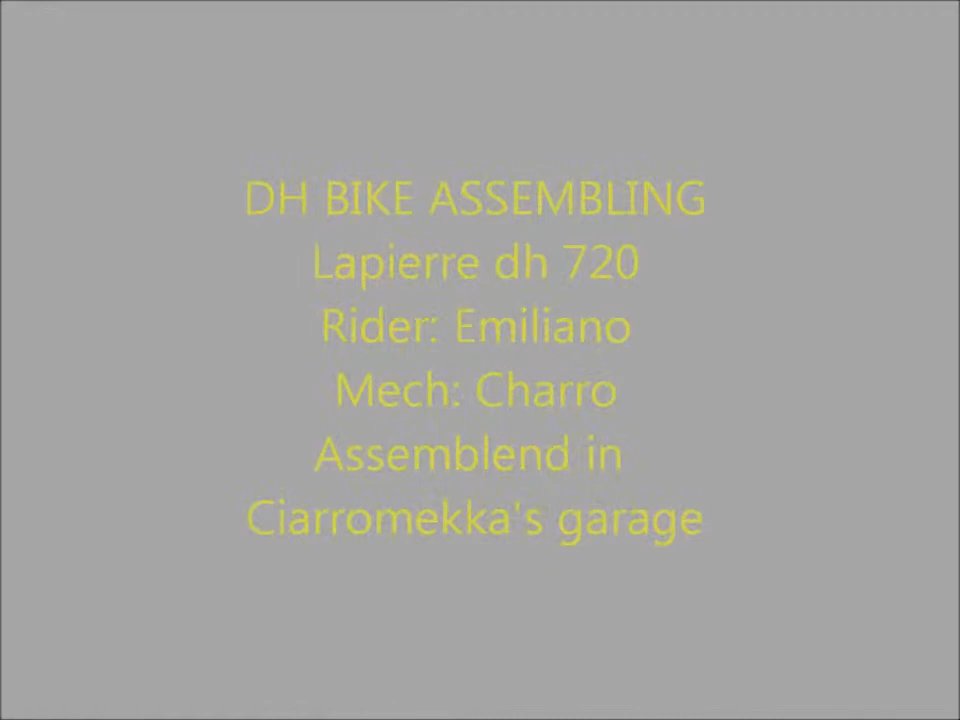 DH BIKE ASSEMBLING
Lapierre dh 720
Rider: Emiliano
Mech: Charro
Assemblend in
Ciarromekka's garage